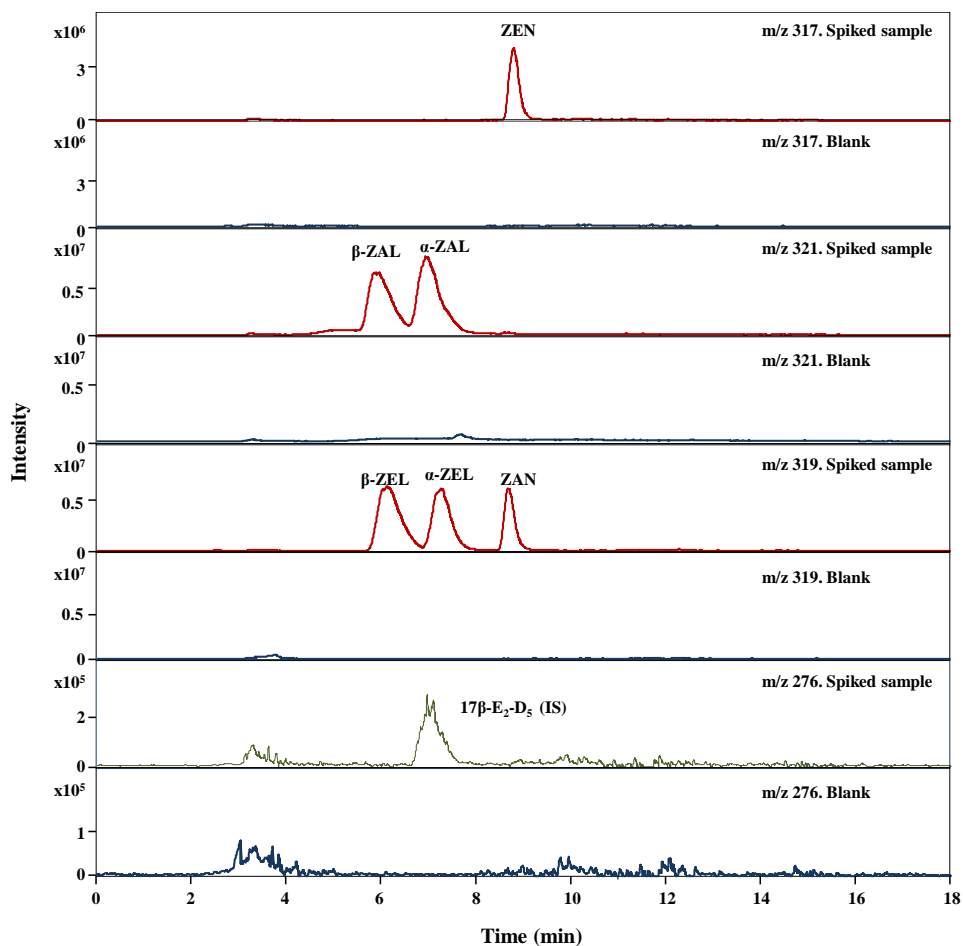 x10⁶
ZEN
m/z 317. Spiked sample
3
0
x10⁶
m/z 317. Blank
3
0
x10⁷
β-ZAL
α-ZAL
m/z 321. Spiked sample
0.5
0
x10⁷
m/z 321. Blank
0.5
0
x10⁷
β-ZEL
α-ZEL
ZAN
m/z 319. Spiked sample
0.5
0
x10⁷
m/z 319. Blank
0.5
0
x10⁵
m/z 276. Spiked sample
2
17β-E₂-D₅ (IS)
0
x10⁵
m/z 276. Blank
1
0
0 2 4 6 8 10 12 14 16 18
Time (min)
Intensity